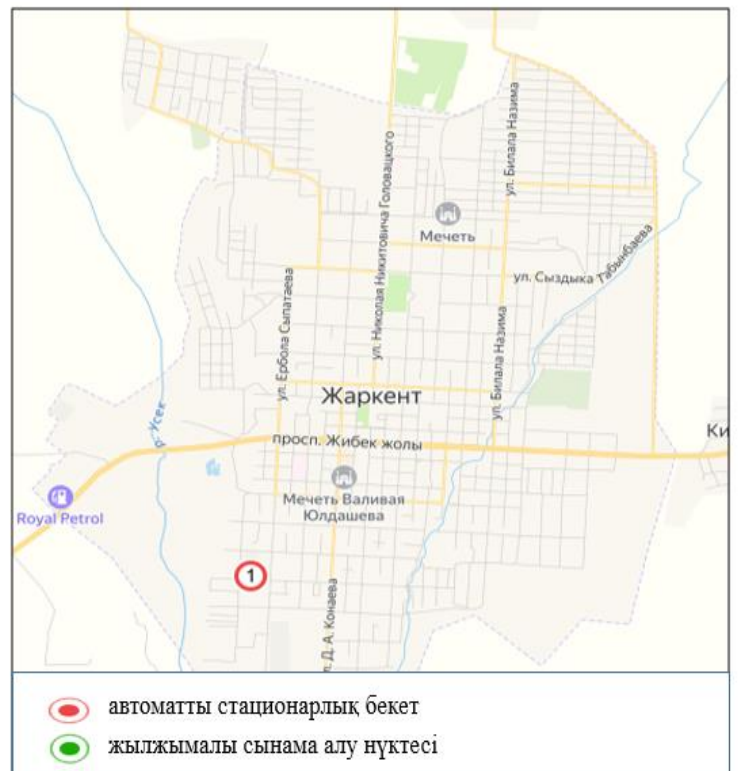 ул. Билала Назима
ул. Николая Никитовича Головацкого
Мечеть
ул. Сыздыка Табынбаева
ул. Ербола Сыпатаева
ул. Билала Назима
Жаркент
р. Усек
просп. Жибек жолы
Ки
Мечеть Валивая
Юлдашева
Royal Petrol
1
л. Д. А. Конаева
автоматты стационарлық бекет
жылжымалы сынама алу нүктесі